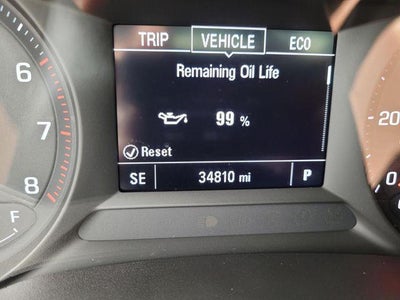 TRIP VEHICLE ECO
Remaining Oil Life
6
99 %
20
7
Reset
8
SE 34810 mi P
F